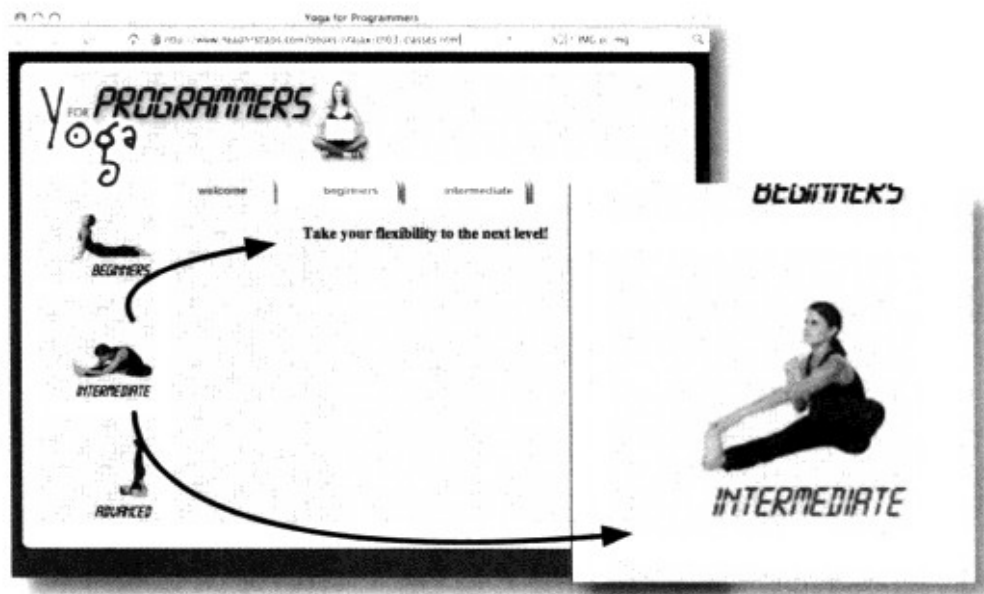 Yoga for Programmers
Yoga FOR PROGRAMMERS
welcome
beginners
intermediate
Take your flexibility to the next level!
BEGINNERS
INTERMEDIATE
ADVANCED
BEGINNERS
INTERMEDIATE